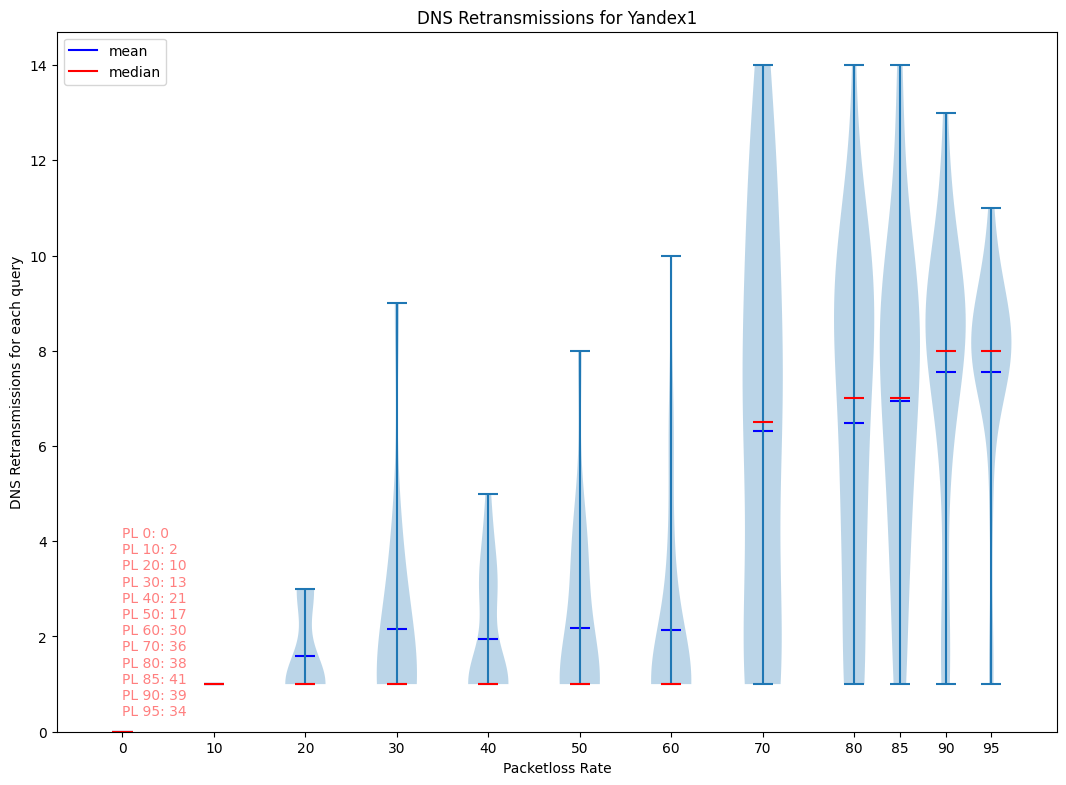 DNS Retransmissions for Yandex1
mean
median
14
12
10
8
6
4
2
0
DNS Retransmissions for each query
PL 0: 0
PL 10: 2
PL 20: 10
PL 30: 13
PL 40: 21
PL 50: 17
PL 60: 30
PL 70: 36
PL 80: 38
PL 85: 41
PL 90: 39
PL 95: 34
0 10 20 30 40 50 60 70 80 85 90 95
Packetloss Rate